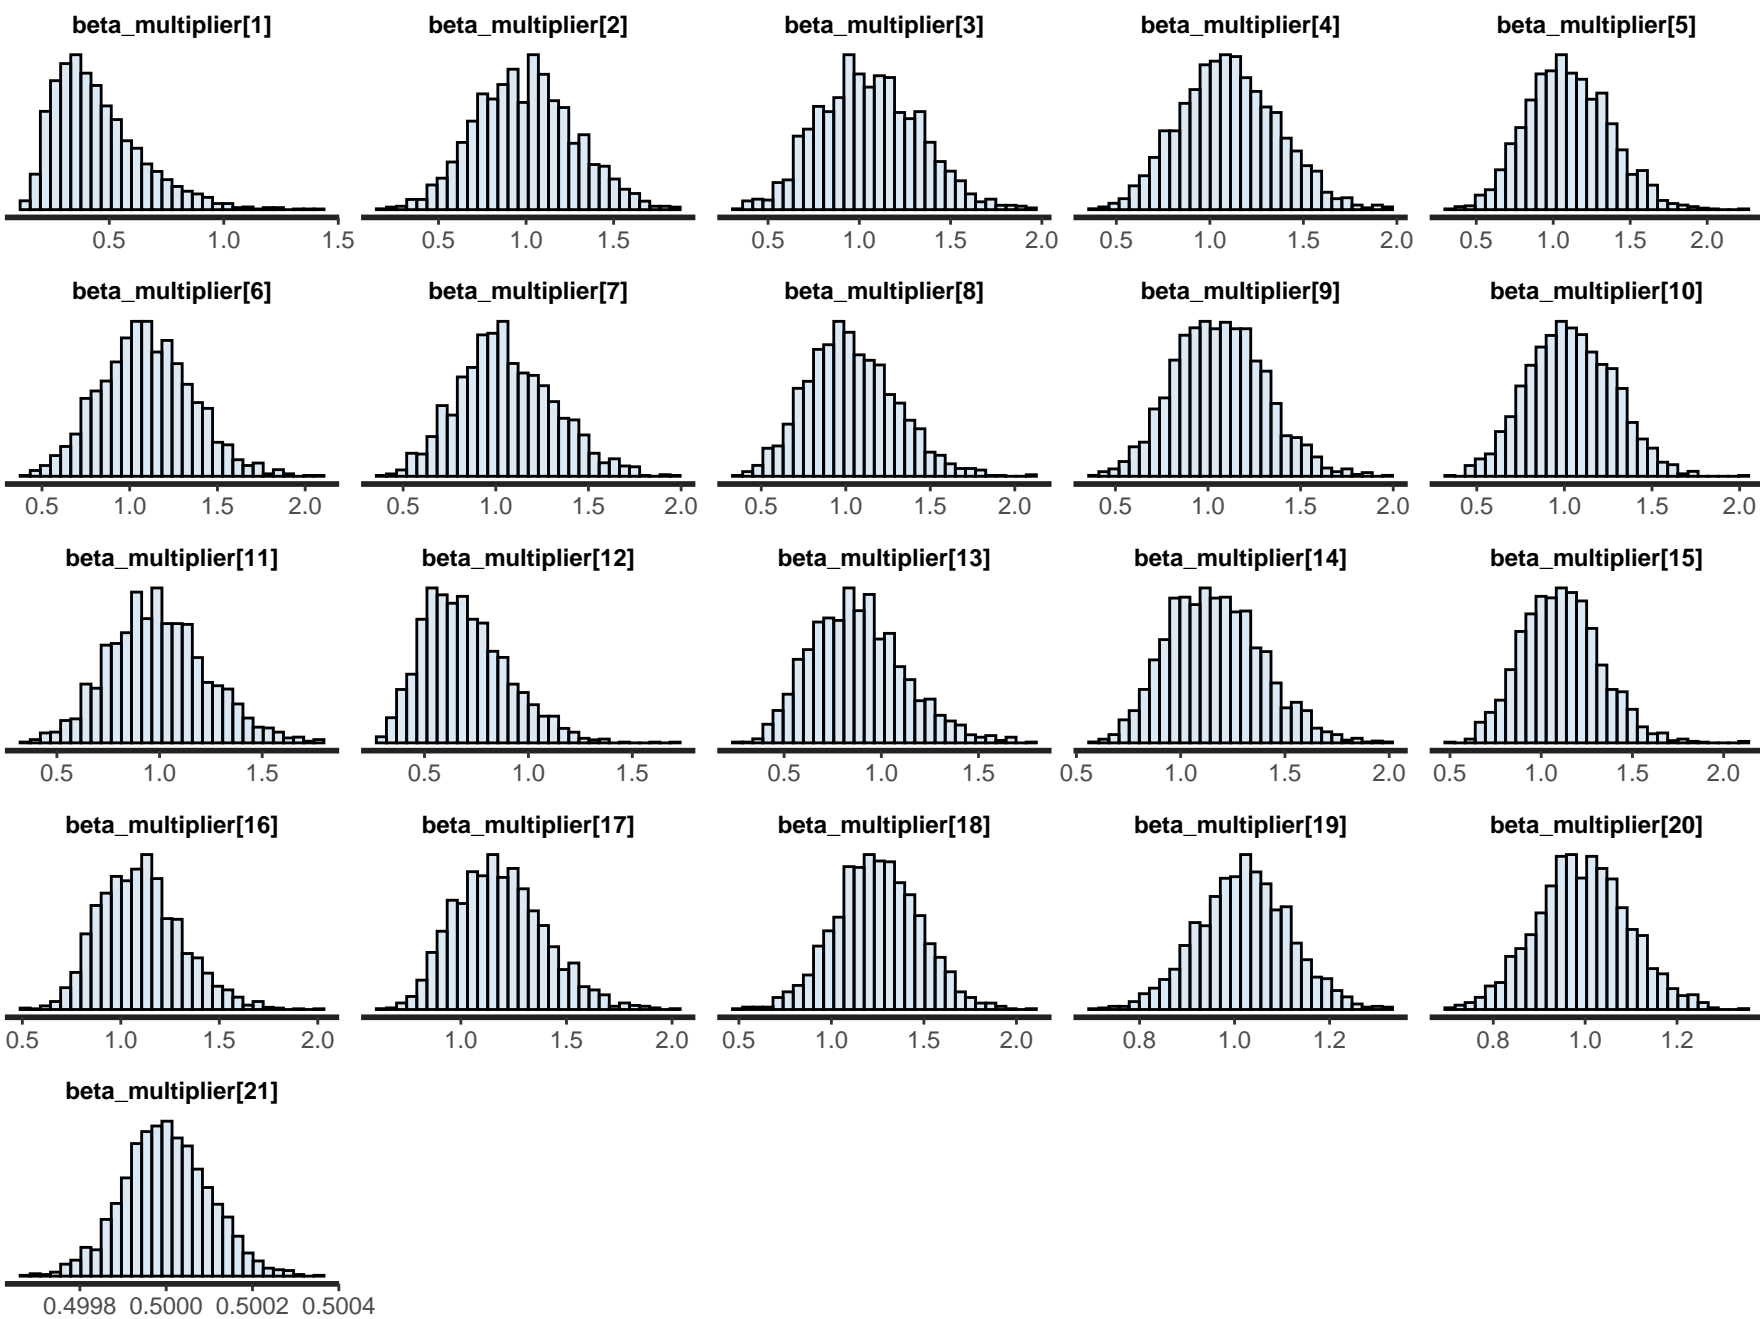 beta_multiplier[1] beta_multiplier[2] beta_multiplier[3] beta_multiplier[4] beta_multiplier[5]
0.5 1.0 1.5 0.5 1.0 1.5 0.5 1.0 1.5 2.0 0.5 1.0 1.5 2.0 0.5 1.0 1.5 2.0
beta_multiplier[6] beta_multiplier[7] beta_multiplier[8] beta_multiplier[9] beta_multiplier[10]
0.5 1.0 1.5 2.0 0.5 1.0 1.5 2.0 0.5 1.0 1.5 2.0 0.5 1.0 1.5 2.0 0.5 1.0 1.5 2.0
beta_multiplier[11] beta_multiplier[12] beta_multiplier[13] beta_multiplier[14] beta_multiplier[15]
0.5 1.0 1.5 0.5 1.0 1.5 0.5 1.0 1.5 0.5 1.0 1.5 2.0 0.5 1.0 1.5 2.0
beta_multiplier[16] beta_multiplier[17] beta_multiplier[18] beta_multiplier[19] beta_multiplier[20]
0.5 1.0 1.5 2.0 1.0 1.5 2.0 0.5 1.0 1.5 2.0 0.8 1.0 1.2 0.8 1.0 1.2
beta_multiplier[21]
0.4998 0.5000 0.5002 0.5004